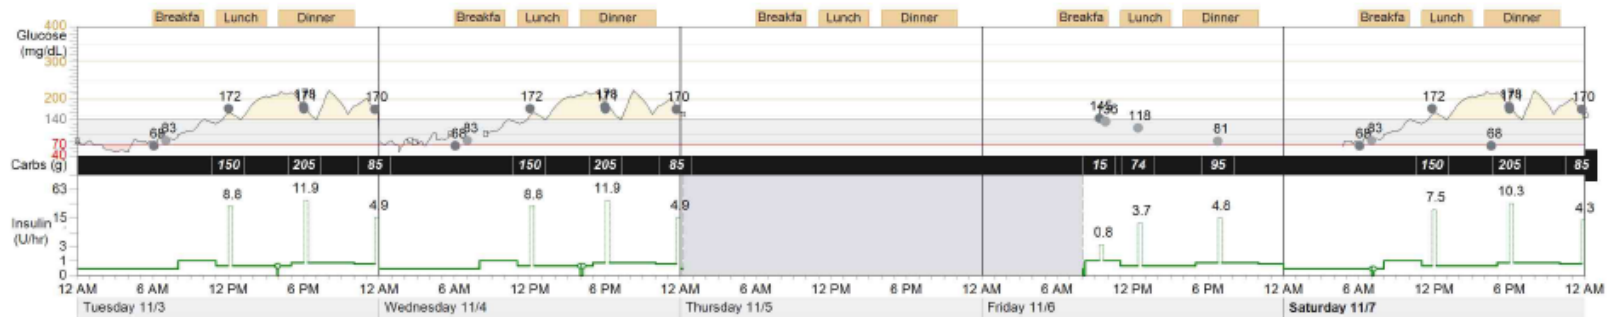 Breakfa Lunch Dinner Breakfa Lunch Dinner Breakfa Lunch Dinner Breakfa Lunch Dinner Breakfa Lunch Dinner
400
Glucose
(mg/dL)
300
200
140
70
40
172 170 172 170 118 81 172 170
68 83 68 83 68 83 68
Carbs (g) 150 205 85 150 205 85 15 74 95 150 205 85
63
Insulin
(U/hr)
15
3
1
0
8.8 11.9 4.9 8.8 11.9 4.9 0.8 3.7 4.8 7.5 10.3 4.3
12 AM 6 AM 12 PM 6 PM 12 AM 6 AM 12 PM 6 PM 12 AM 6 AM 12 PM 6 PM 12 AM 6 AM 12 PM 6 PM 12 AM 6 AM 12 PM 6 PM 12 AM
Tuesday 11/3 Wednesday 11/4 Thursday 11/5 Friday 11/6 Saturday 11/7